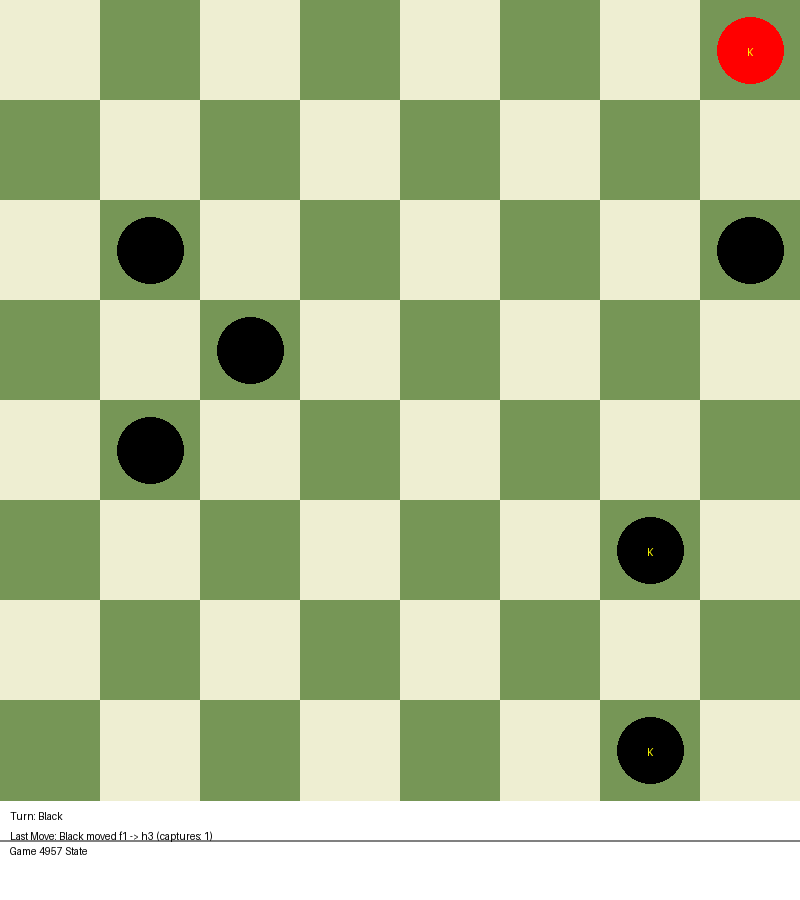 K
K
K
Turn: Black
Last Move: Black moved f1 -> h3 (captures: 1)
Game 4957 State